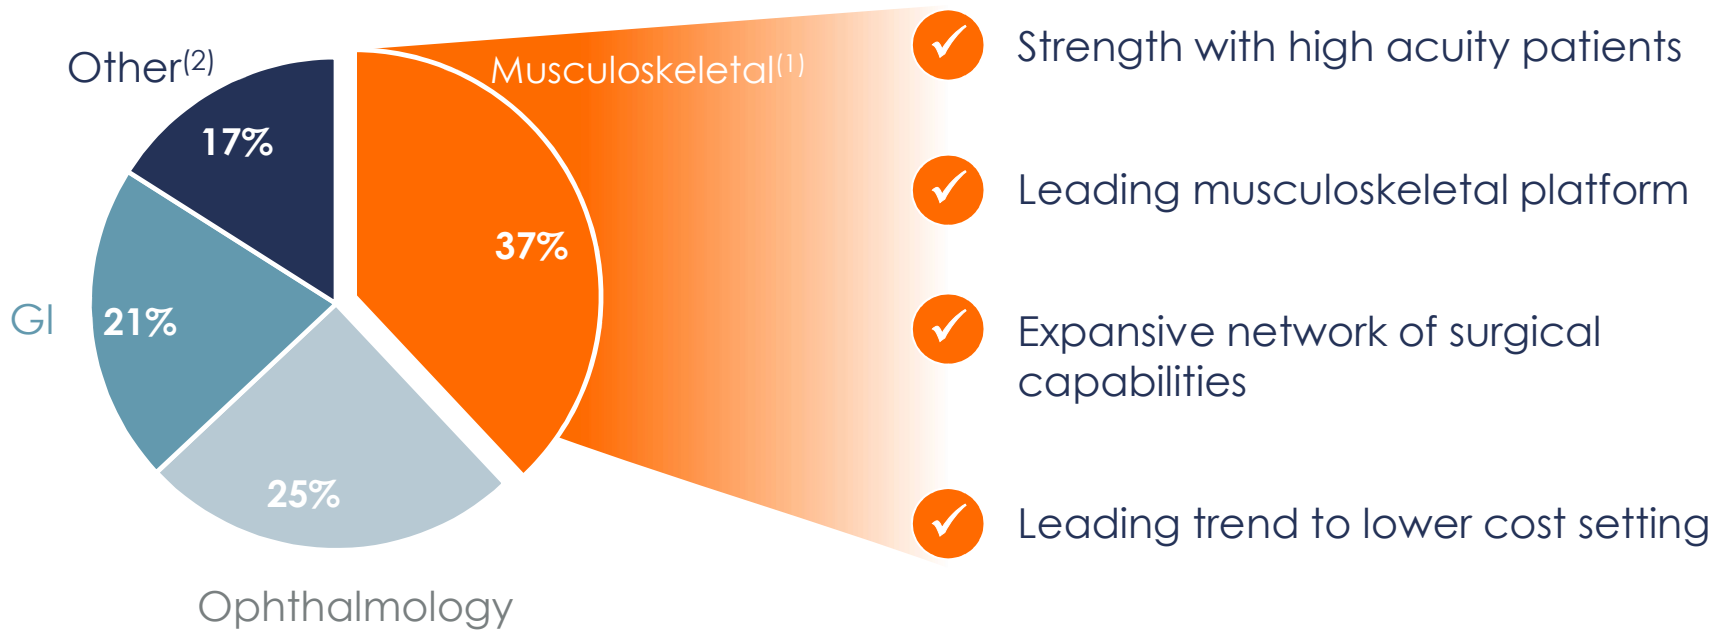 Other(2)
Musculoskeletal(1)
17%
37%
GI
21%
25%
Ophthalmology
Strength with high acuity patients
Leading musculoskeletal platform
Expansive network of surgical
capabilities
Leading trend to lower cost setting